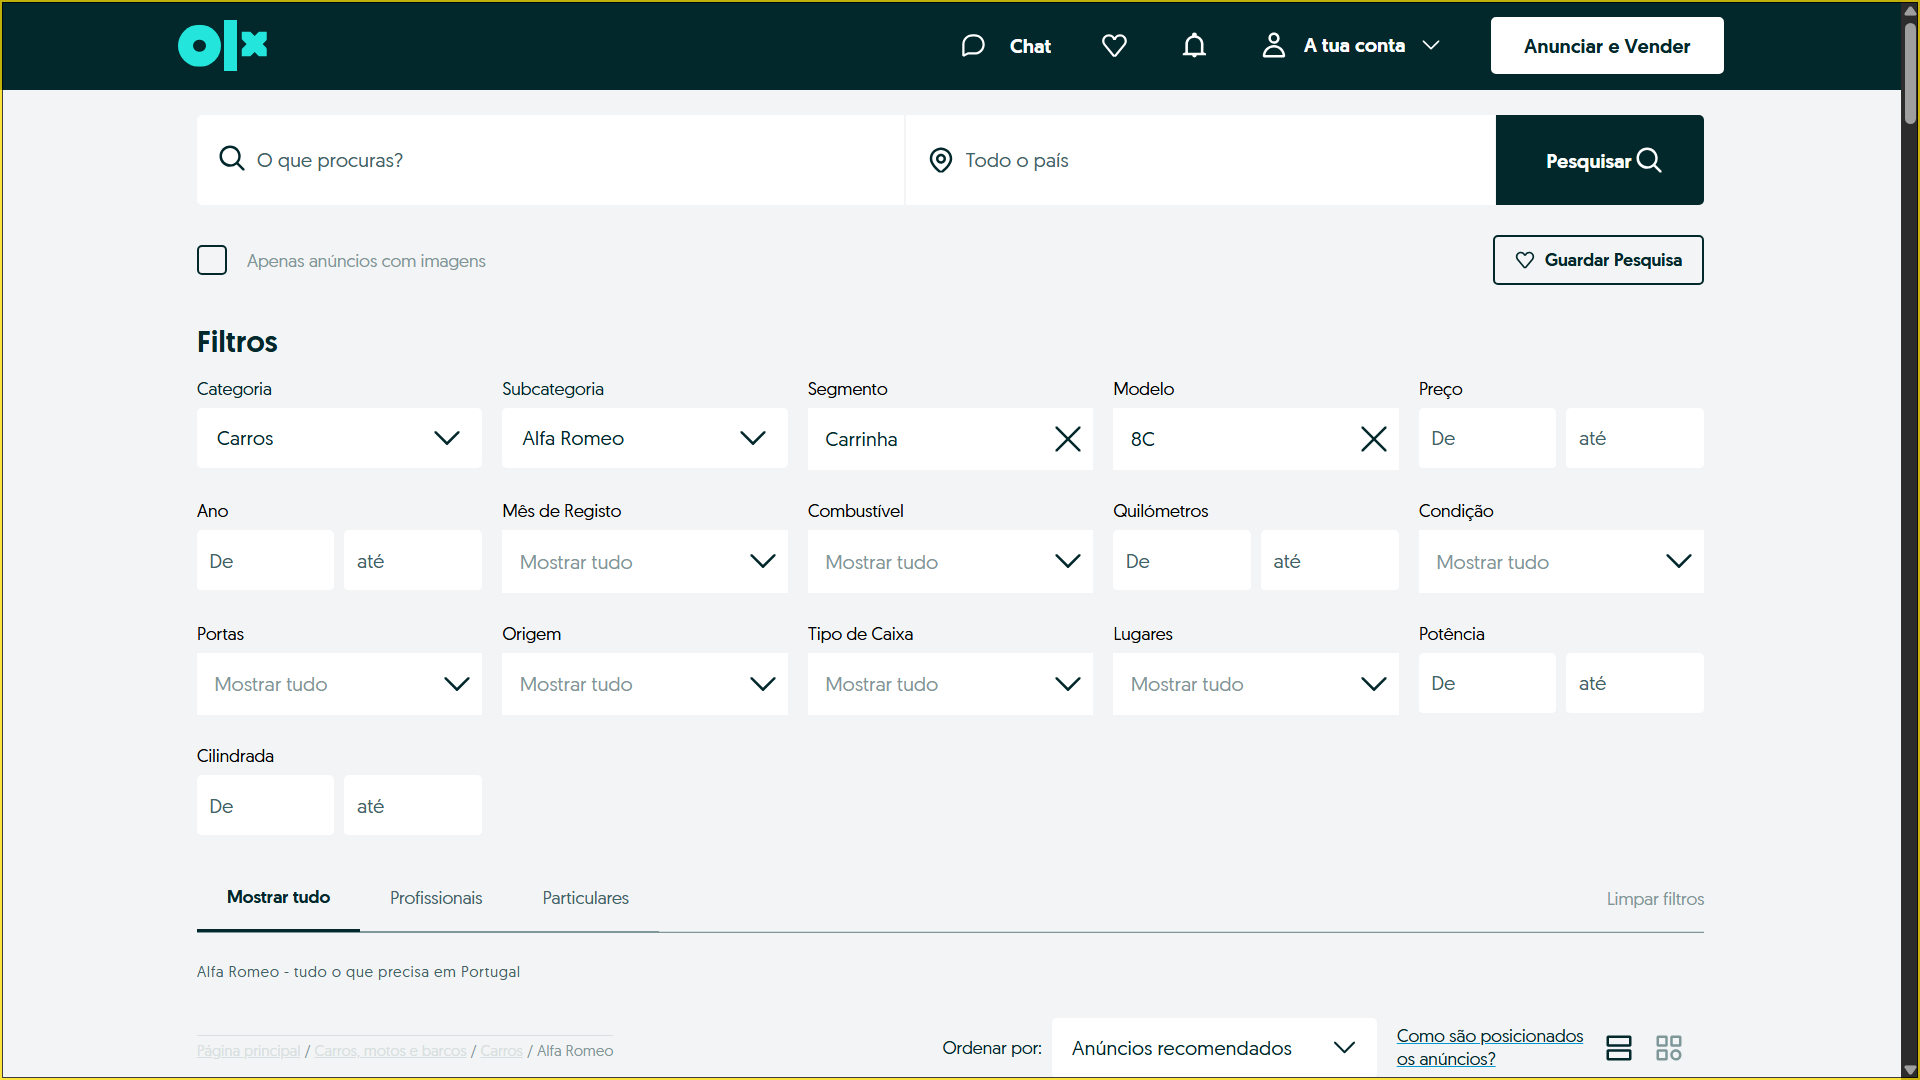 olx
Chat
A tua conta
Anunciar e Vender
O que procuras?
Todo o país
Pesquisar
Apenas anúncios com imagens
Guardar Pesquisa
Filtros
Categoria
Subcategoria
Segmento
Modelo
Preço
Carros
Alfa Romeo
Carrinha
8C
De
até
Ano
Mês de Registo
Combustível
Quilómetros
Condição
De
até
Mostrar tudo
Mostrar tudo
De
até
Mostrar tudo
Portas
Origem
Tipo de Caixa
Lugares
Potência
Mostrar tudo
Mostrar tudo
Mostrar tudo
Mostrar tudo
De
até
Cilindrada
De
até
Mostrar tudo
Profissionais
Particulares
Limpar filtros
Alfa Romeo - tudo o que precisa em Portugal
Página principal / Carros, motos e barcos / Carros / Alfa Romeo
Ordenar por:
Anúncios recomendados
Como são posicionados
os anúncios?